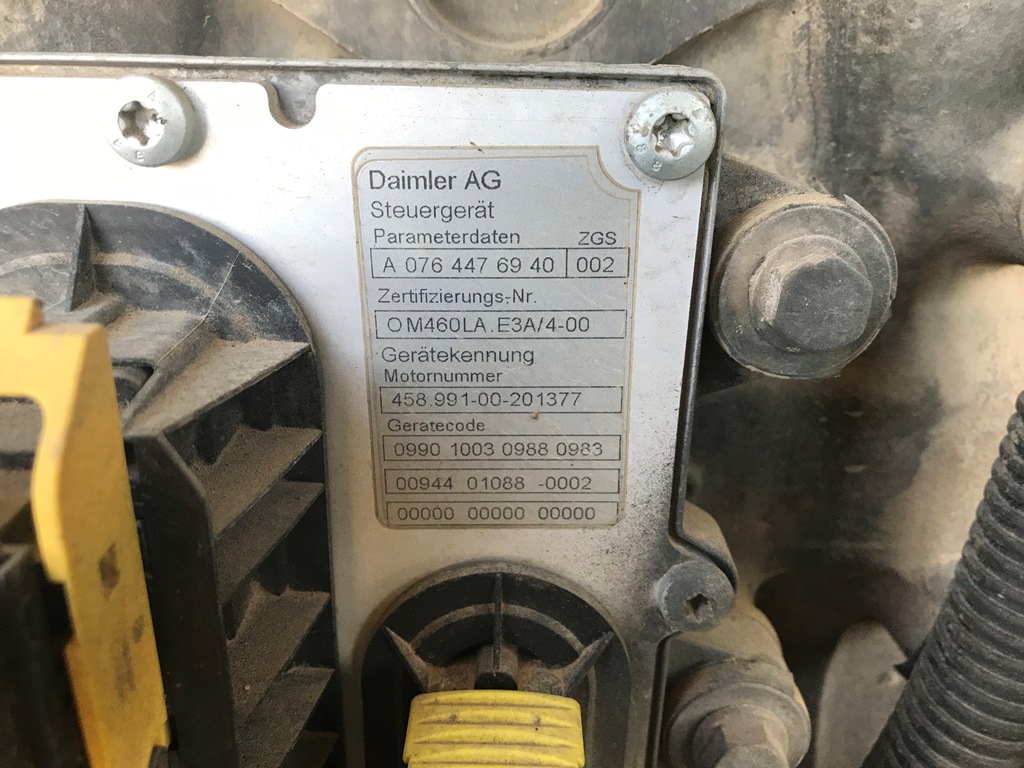 Daimler AG
Steuergerät
Parameterdaten ZGS
A 076 447 69 40 002
Zertifizierungs-Nr.
OM460LA.E3A/4-00
Gerätekennung
Motornummer
458.991-00-201377
Geratecode
0990 1003 0988 0983
00944 01088 -0002
00000 00000 00000